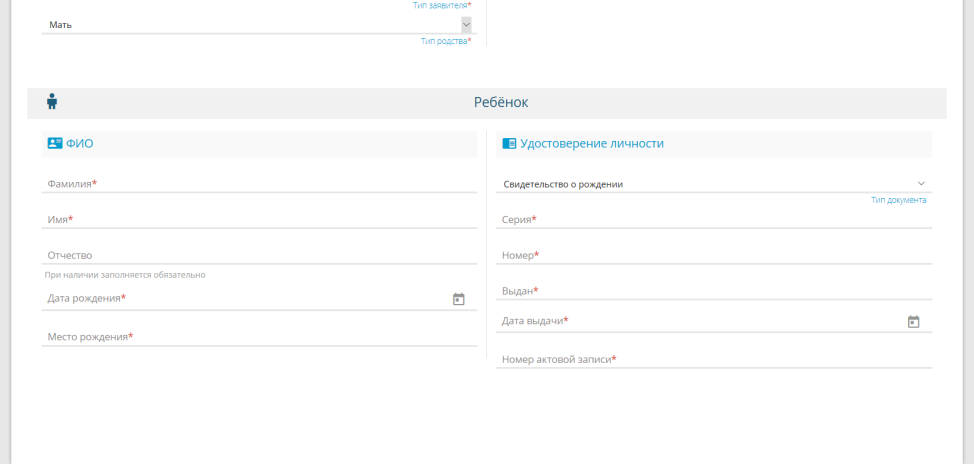 Тип заявителя*
Мать
Тип родства*
Ребёнок
ФИО
Фамилия*
Имя*
Отчество
При наличии заполняется обязательно
Дата рождения*
Место рождения*
Удостоверение личности
Свидетельство о рождении
Тип документа
Серия*
Номер*
Выдан*
Дата выдачи*
Номер актовой записи*